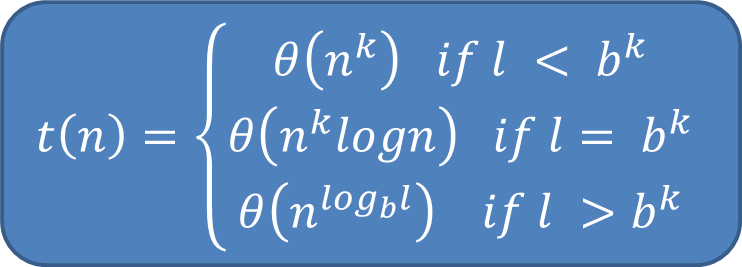 θ(n^k) if l < b^k
t(n) = { θ(n^k logn) if l = b^k
θ(n^{log_b l}) if l > b^k